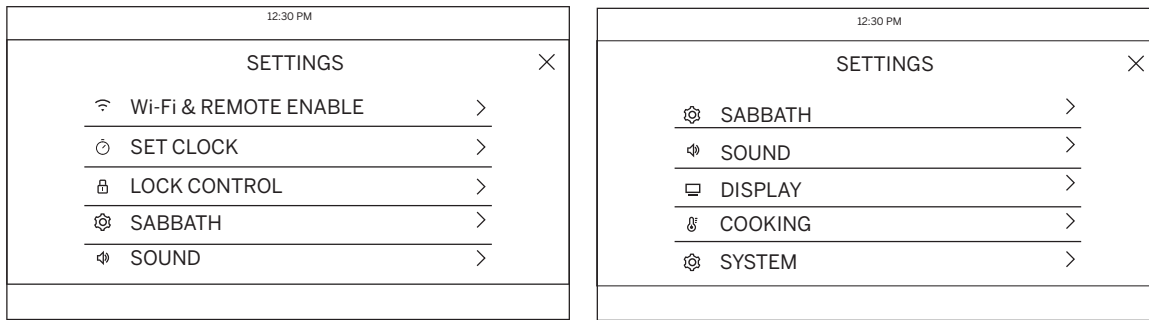 12:30 PM
SETTINGS
Wi-Fi & REMOTE ENABLE
SET CLOCK
LOCK CONTROL
SABBATH
SOUND
12:30 PM
SETTINGS
SABBATH
SOUND
DISPLAY
COOKING
SYSTEM